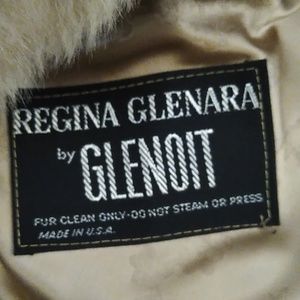 REGINA GLENARA
by
GLENOIT
FUR CLEAN ONLY-DO NOT STEAM OR PRESS
MADE IN U.S.A.